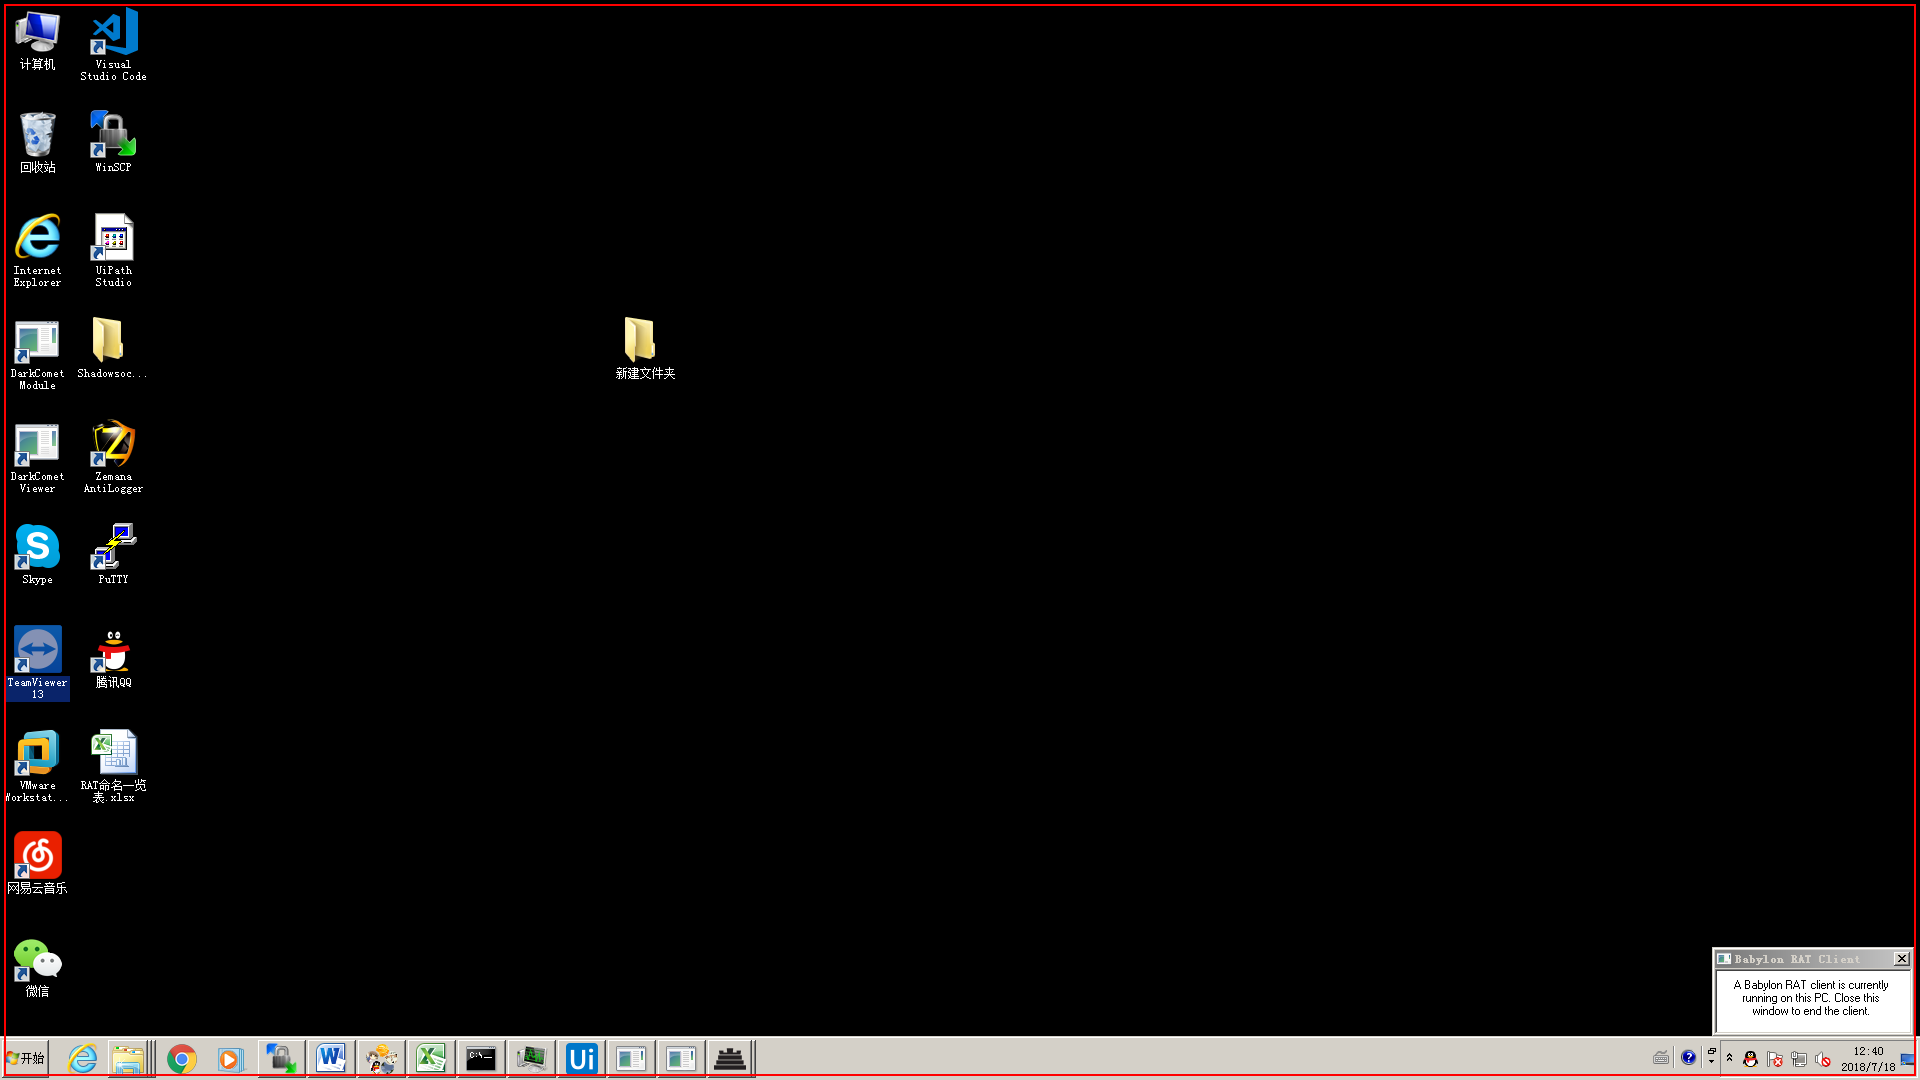 计算机
Visual
Studio Code
回收站
WinSCP
Internet
Explorer
UiPath
Studio
DarkComet
Module
Shadowsoc...
新建文件夹
DarkComet
Viewer
Zemana
AntiLogger
Skype
PuTTY
TeamViewer
13
腾讯QQ
VMware
Workstat...
RAT命名一览
表.xlsx
网易云音乐
微信
Babylon RAT Client
A Babylon RAT client is currently
running on this PC. Close this
window to end the client.
开始
C:\
Ui
12:40
2018/7/18